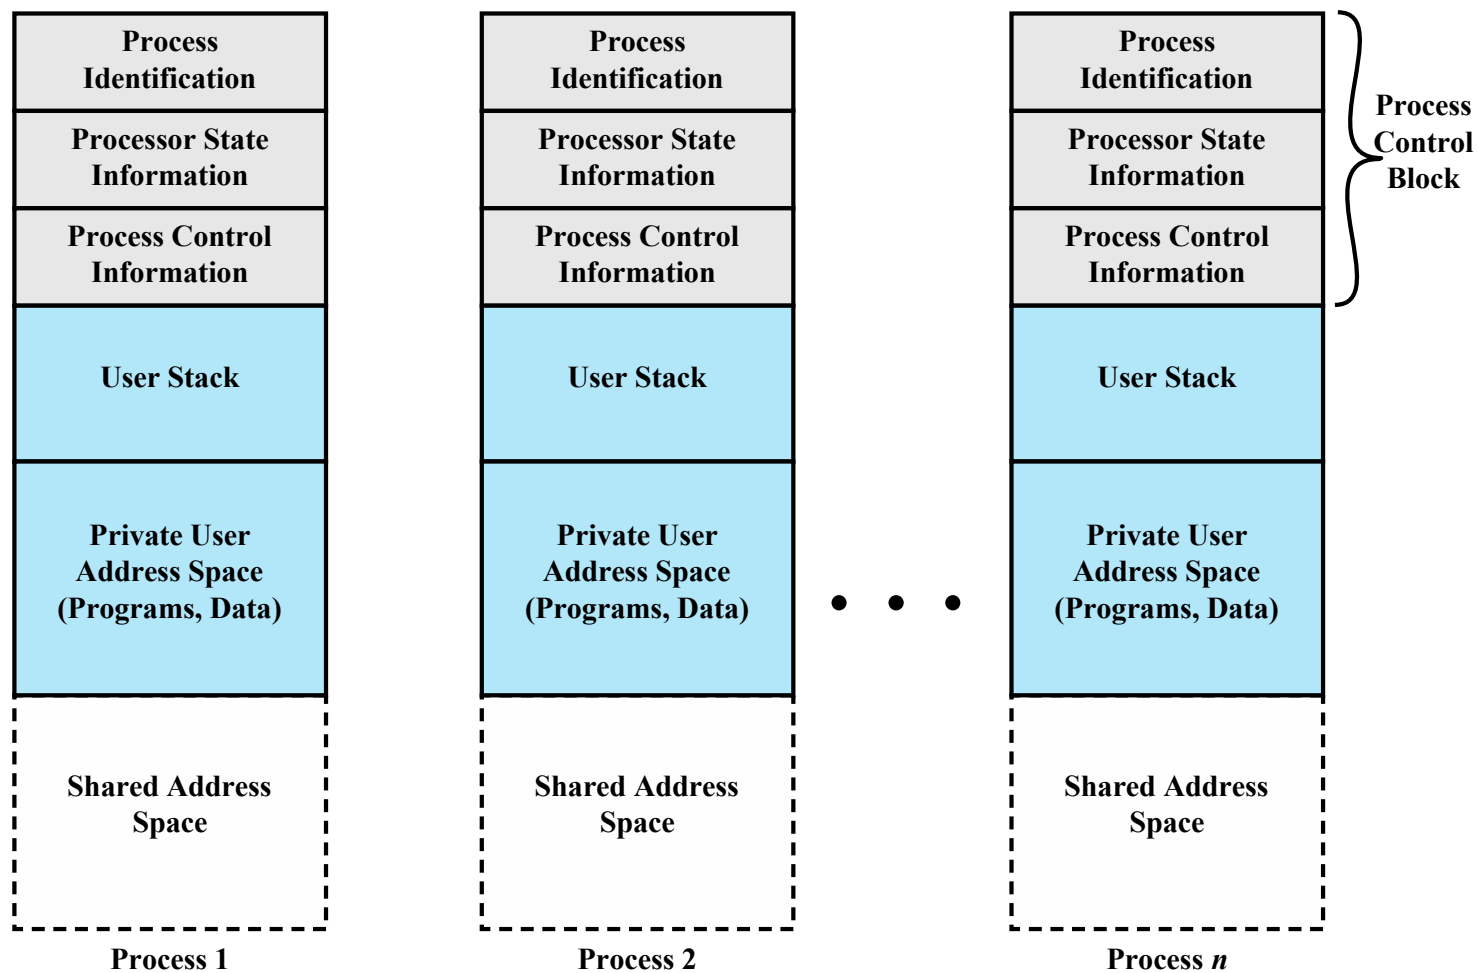 Process
Identification
Processor State
Information
Process Control
Information
User Stack
Private User
Address Space
(Programs, Data)
Shared Address
Space
Process 1
Process
Identification
Processor State
Information
Process Control
Information
User Stack
Private User
Address Space
(Programs, Data)
Shared Address
Space
Process 2
• • •
Process
Identification
Processor State
Information
Process Control
Information
User Stack
Private User
Address Space
(Programs, Data)
Shared Address
Space
Process n
Process
Control
Block